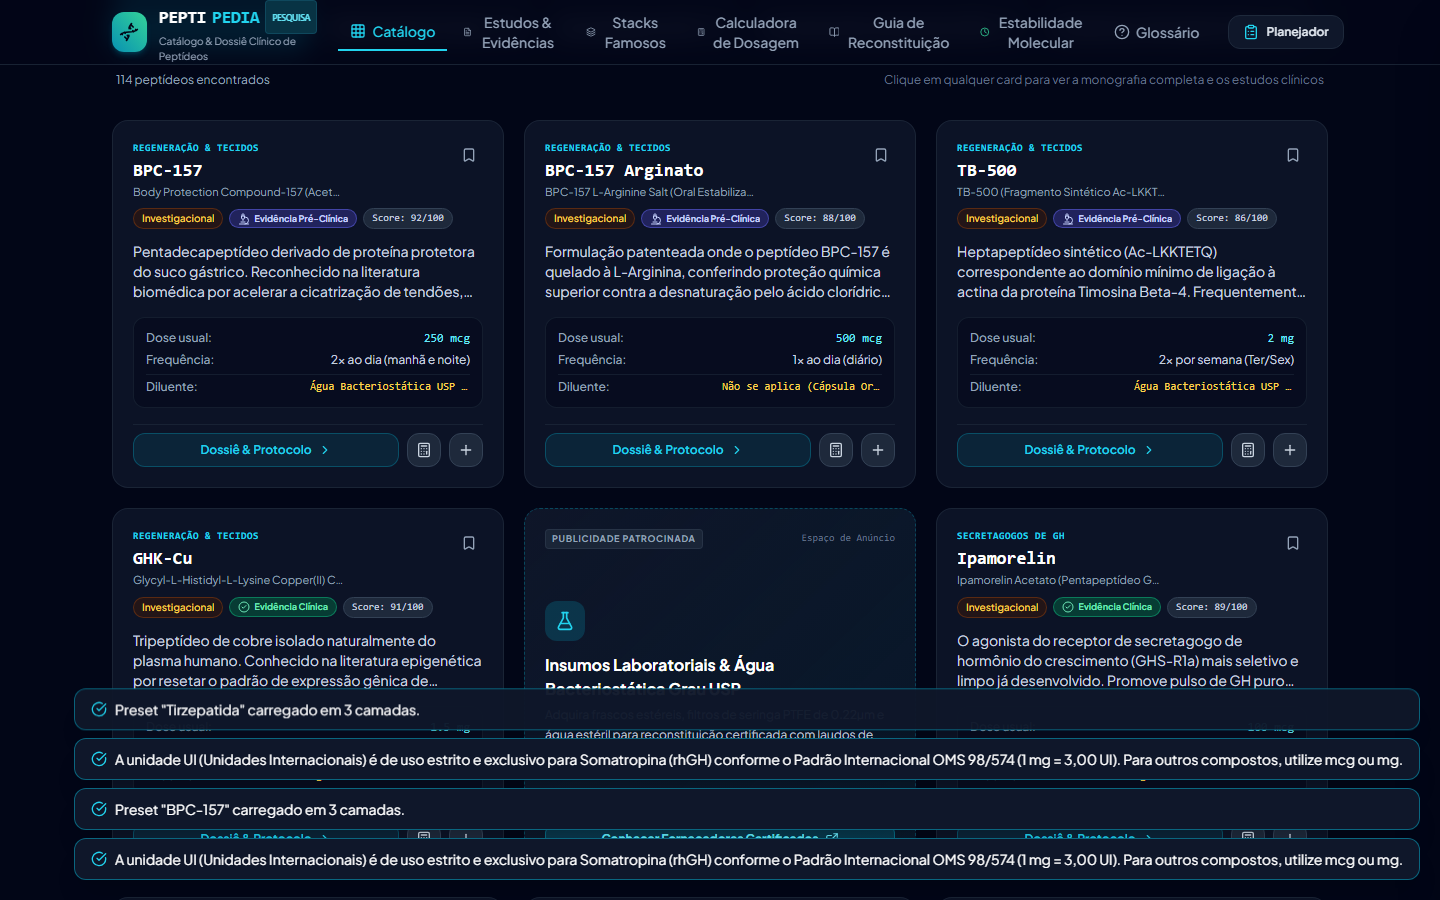 PEPTI PEDIA PESQUISA
Catálogo & Dossiê Clínico de
Peptídeos
Catálogo
Estudos &
Evidências
Stacks
Famosos
Calculadora
de Dosagem
Guia de
Reconstituição
Estabilidade
Molecular
Glossário
Planejador
114 peptídeos encontrados
Clique em qualquer card para ver a monografia completa e os estudos clínicos
REGENERAÇÃO & TECIDOS
BPC-157
Body Protection Compound-157 (Acet...
Investigacional Evidência Pré-Clínica Score: 92/100
Pentadecapeptídeo derivado de proteína protetora
do suco gástrico. Reconhecido na literatura
biomédica por acelerar a cicatrização de tendões,...
Dose usual: 250 mcg
Frequência: 2x ao dia (manhã e noite)
Diluente: Água Bacteriostática USP …
Dossiê & Protocolo
REGENERAÇÃO & TECIDOS
BPC-157 Arginato
BPC-157 L-Arginine Salt (Oral Estabiliza...
Investigacional Evidência Pré-Clínica Score: 88/100
Formulação patenteada onde o peptídeo BPC-157 é
quelado à L-Arginina, conferindo proteção química
superior contra a desnaturação pelo ácido clorídric...
Dose usual: 500 mcg
Frequência: 1x ao dia (diário)
Diluente: Não se aplica (Cápsula Or…
Dossiê & Protocolo
REGENERAÇÃO & TECIDOS
TB-500
TB-500 (Fragmento Sintético Ac-LKKT...
Investigacional Evidência Pré-Clínica Score: 86/100
Heptapeptídeo sintético (Ac-LKKTETQ)
correspondente ao domínio mínimo de ligação à
actina da proteína Timosina Beta-4. Frequentement...
Dose usual: 2 mg
Frequência: 2x por semana (Ter/Sex)
Diluente: Água Bacteriostática USP …
Dossiê & Protocolo
REGENERAÇÃO & TECIDOS
GHK-Cu
Glycyl-L-Histidyl-L-Lysine Copper(II) C...
Investigacional Evidência Clínica Score: 91/100
Tripeptídeo de cobre isolado naturalmente do
plasma humano. Conhecido na literatura epigenética
por resetar o padrão de expressão gênica de...
PUBLICIDADE PATROCINADA
Espaço de Anúncio
Insumos Laboratoriais & Água
Bacteriostática Grau USP
água estéril para reconstituição certificada com laudos de
Conhecer Fornecedores Certificados
SECRETAGOGOS DE GH
Ipamorelin
Ipamorelin Acetato (Pentapeptídeo G...
Investigacional Evidência Clínica Score: 89/100
O agonista do receptor de secretagogo de
hormônio do crescimento (GHS-R1a) mais seletivo e
limpo já desenvolvido. Promove pulso de GH puro...
Preset "Tirzepatida" carregado em 3 camadas.
A unidade UI (Unidades Internacionais) é de uso estrito e exclusivo para Somatropina (rhGH) conforme o Padrão Internacional OMS 98/574 (1 mg = 3,00 UI). Para outros compostos, utilize mcg ou mg.
Preset "BPC-157" carregado em 3 camadas.
A unidade UI (Unidades Internacionais) é de uso estrito e exclusivo para Somatropina (rhGH) conforme o Padrão Internacional OMS 98/574 (1 mg = 3,00 UI). Para outros compostos, utilize mcg ou mg.